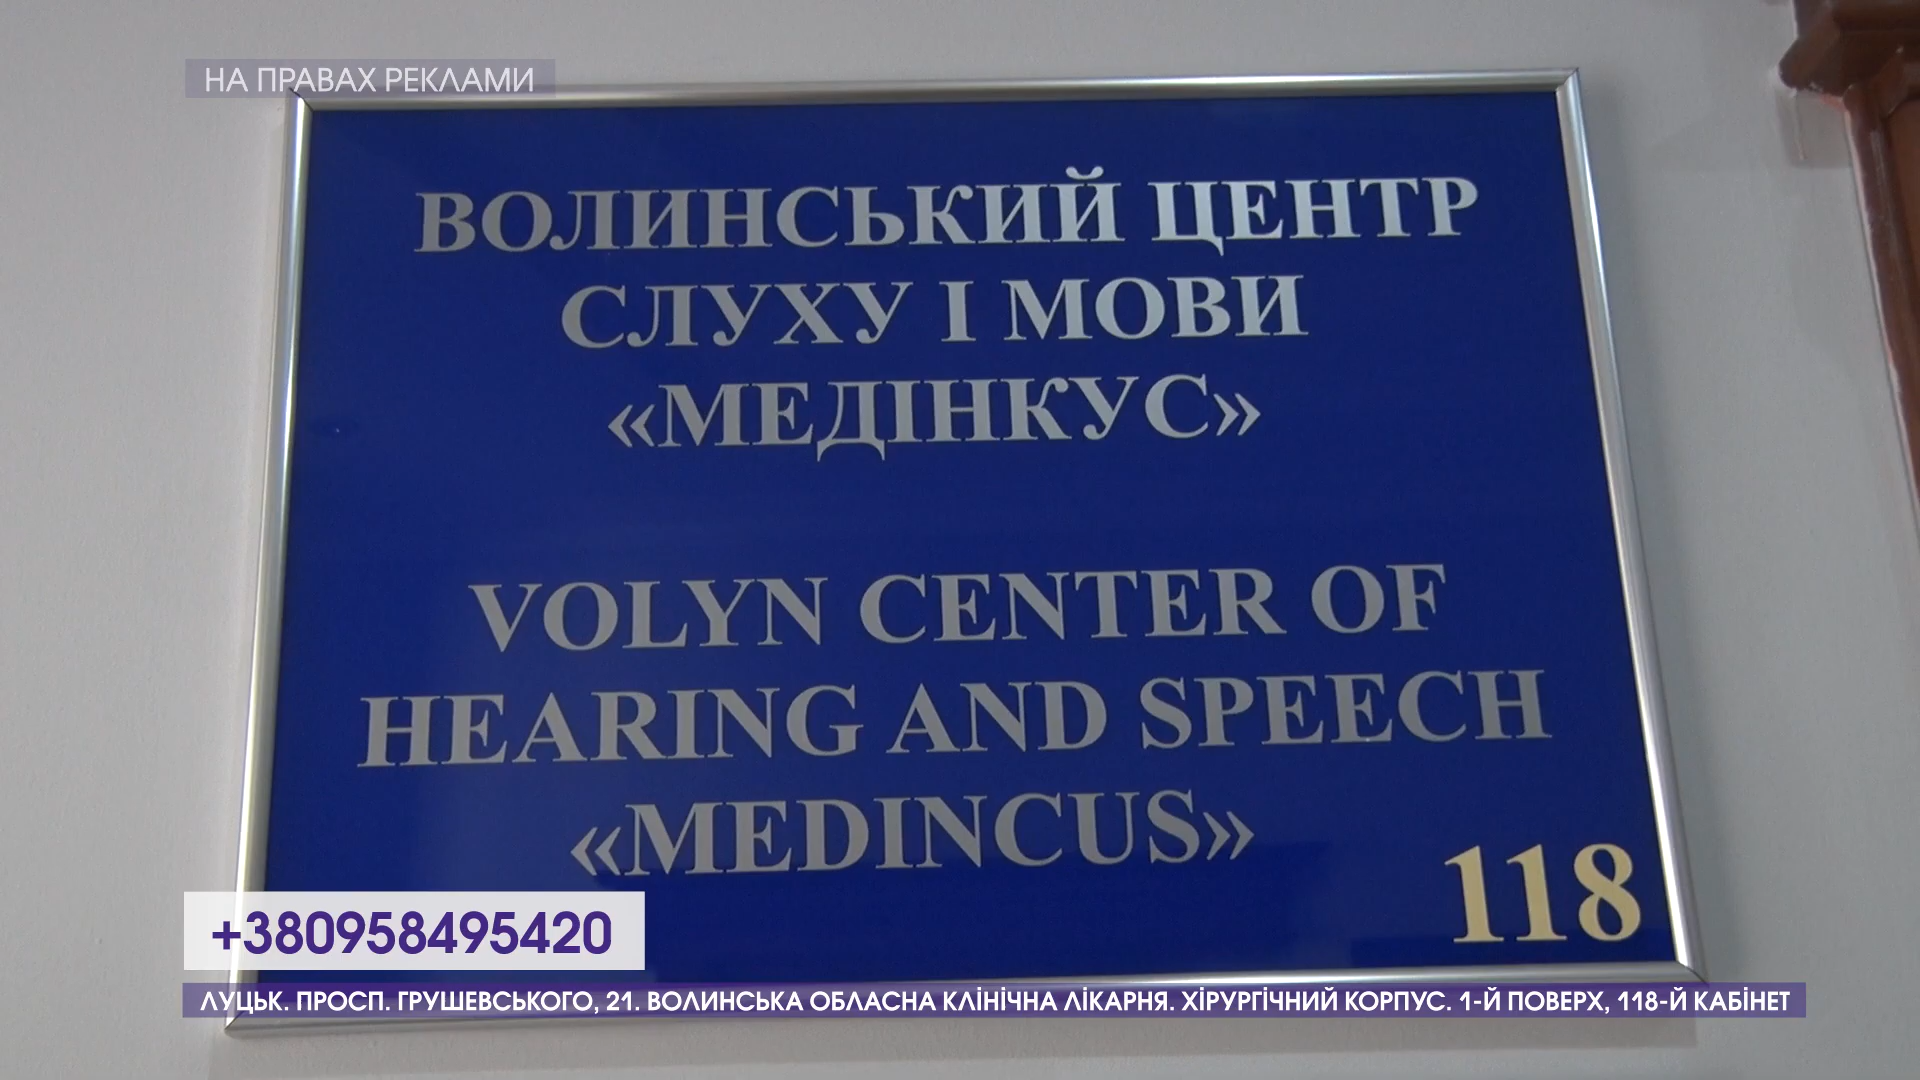 НА ПРАВАХ РЕКЛАМИ
ВОЛИНСЬКИЙ ЦЕНТР
СЛУХУ І МОВИ
«МЕДІНКУС»
VOLYN CENTER OF
HEARING AND SPEECH
«MEDINCUS»
118
+380958495420
ЛУЦЬК. ПРОСП. ГРУШЕВСЬКОГО, 21. ВОЛИНСЬКА ОБЛАСНА КЛІНІЧНА ЛІКАРНЯ. ХІРУРГІЧНИЙ КОРПУС. 1-Й ПОВЕРХ, 118-Й КАБІНЕТ